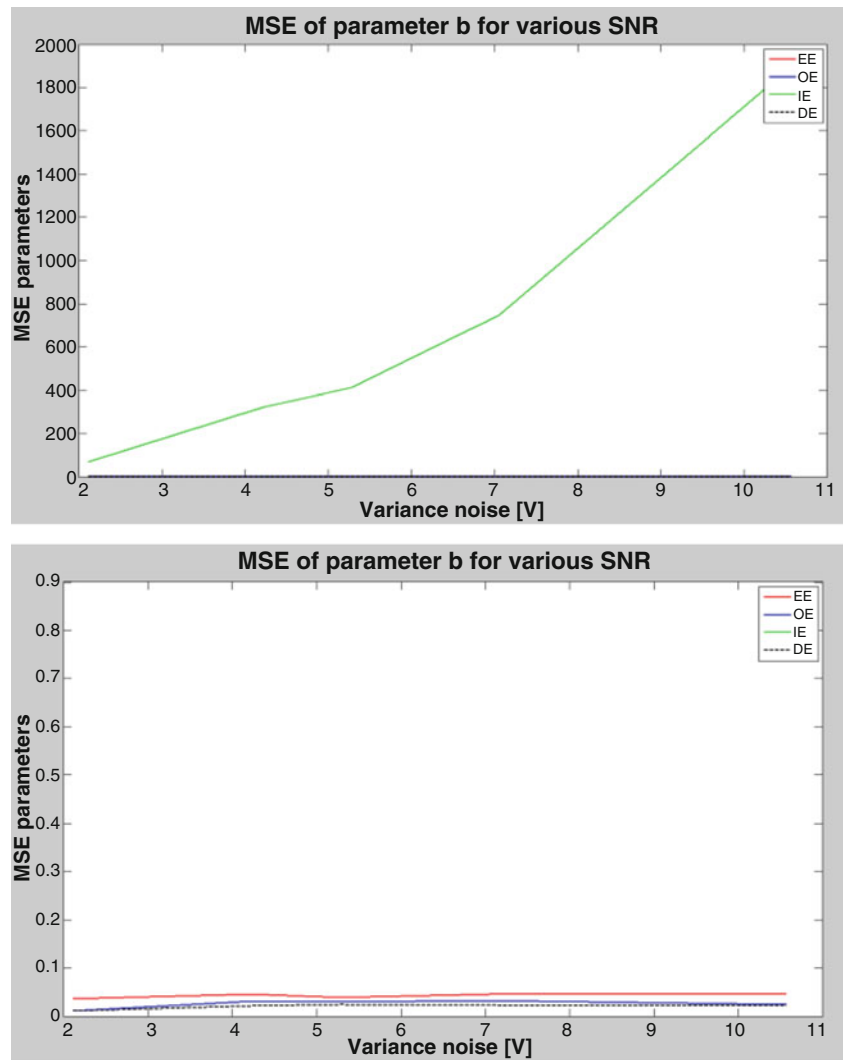 MSE of parameter b for various SNR
2000
1800
1600
1400
1200
1000
800
600
400
200
0
MSE parameters
EE
OE
IE
DE
2 3 4 5 6 7 8 9 10 11
Variance noise [V]
MSE of parameter b for various SNR
0.9
0.8
0.7
0.6
0.5
0.4
0.3
0.2
0.1
0
MSE parameters
EE
OE
IE
DE
2 3 4 5 6 7 8 9 10 11
Variance noise [V]